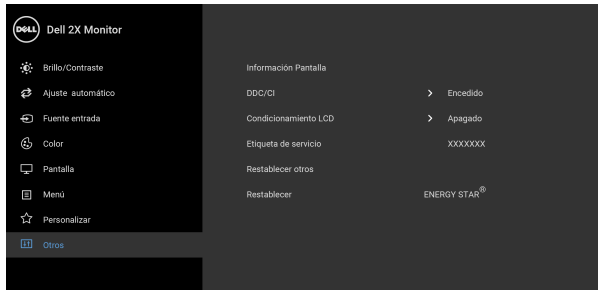 DELL Dell 2X Monitor
Brillo/Contraste
Información Pantalla
Ajuste automático DDC/CI Encedido
Fuente entrada Condicionamiento LCD Apagado
Color Etiqueta de servicio XXXXXXX
Pantalla Restablecer otros
Menú Restablecer ENERGY STAR®
Personalizar
Otros